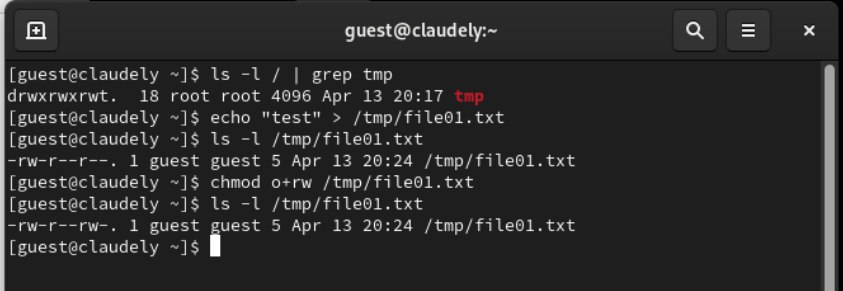 guest@claudely:~
[guest@claudely ~]$ ls -l / | grep tmp
drwxrwxrwt.  18 root root 4096 Apr 13 20:17 tmp
[guest@claudely ~]$ echo "test" > /tmp/file01.txt
[guest@claudely ~]$ ls -l /tmp/file01.txt
-rw-r--r--. 1 guest guest 5 Apr 13 20:24 /tmp/file01.txt
[guest@claudely ~]$ chmod o+rw /tmp/file01.txt
[guest@claudely ~]$ ls -l /tmp/file01.txt
-rw-r--rw-. 1 guest guest 5 Apr 13 20:24 /tmp/file01.txt
[guest@claudely ~]$